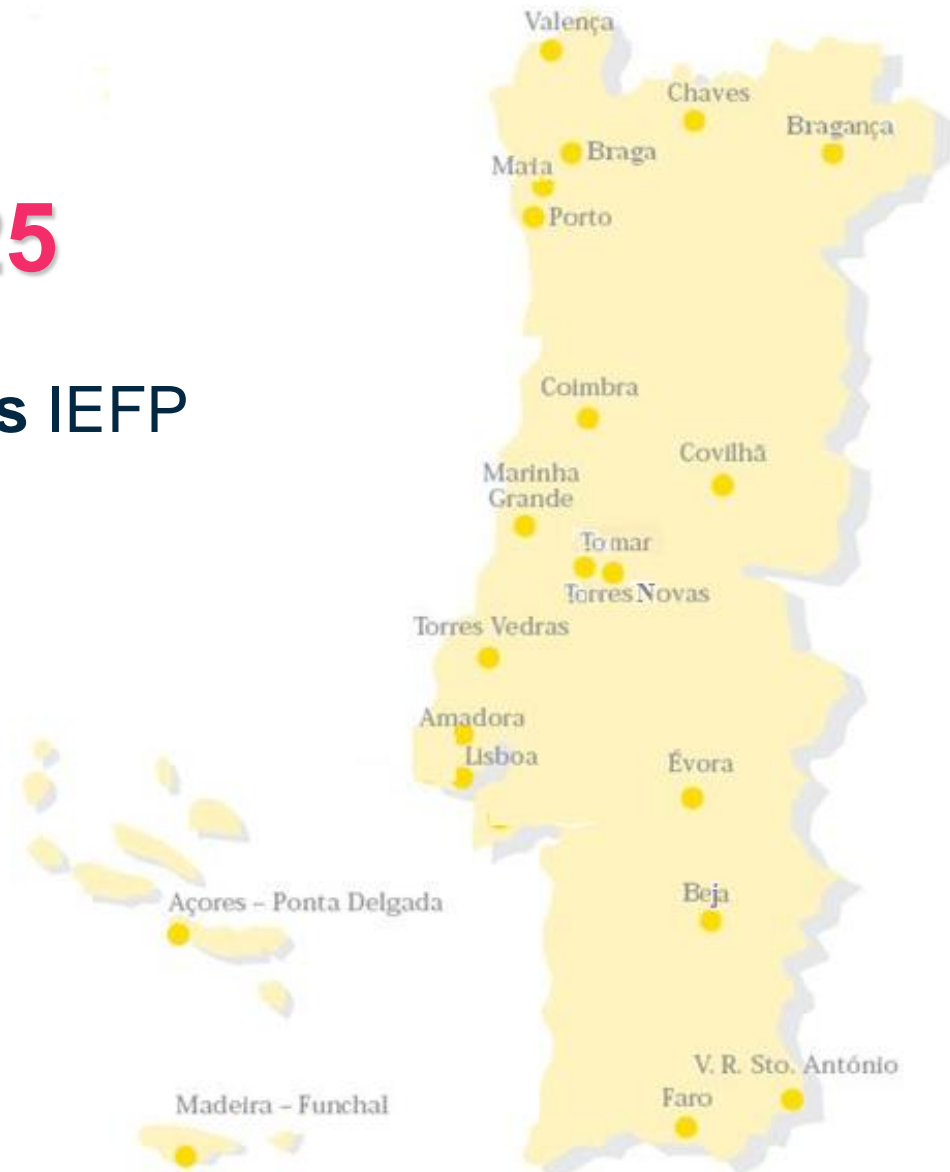 Valença
Chaves
Bragança
Braga
Maia
Porto
5
s IEFP
Coimbra
Covilhã
Marinha
Grande
Tomar
Torres Novas
Torres Vedras
Amadora
Lisboa
Évora
Beja
Açores – Ponta Delgada
V. R. Sto. António
Faro
Madeira – Funchal